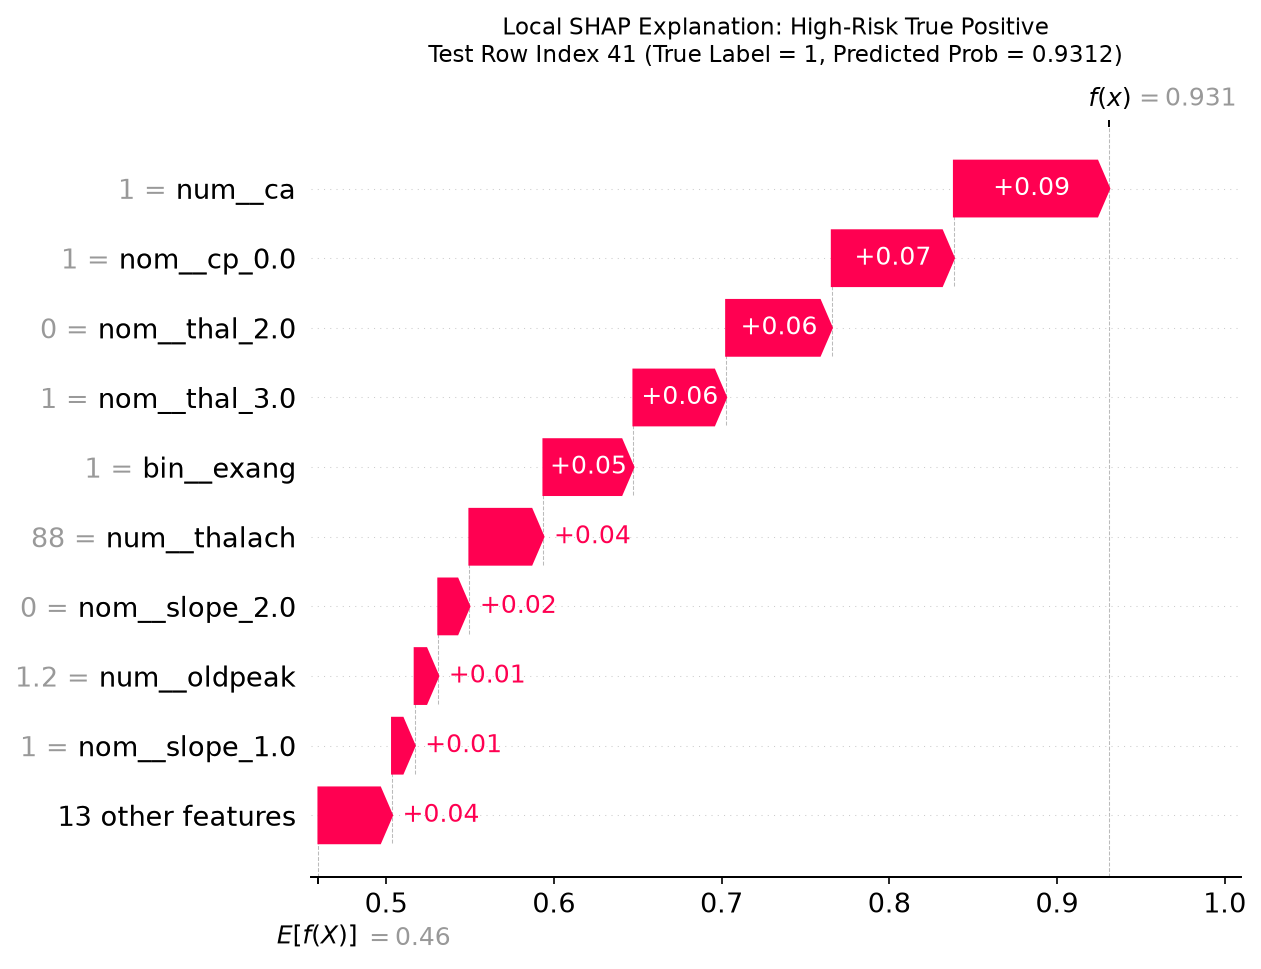 Local SHAP Explanation: High-Risk True Positive
Test Row Index 41 (True Label = 1, Predicted Prob = 0.9312)
f(x) = 0.931
1 = num__ca +0.09
1 = nom__cp_0.0 +0.07
0 = nom__thal_2.0 +0.06
1 = nom__thal_3.0 +0.06
1 = bin__exang +0.05
88 = num__thalach +0.04
0 = nom__slope_2.0 +0.02
1.2 = num__oldpeak +0.01
1 = nom__slope_1.0 +0.01
13 other features +0.04
0.5 0.6 0.7 0.8 0.9 1.0
E[f(X)] = 0.46